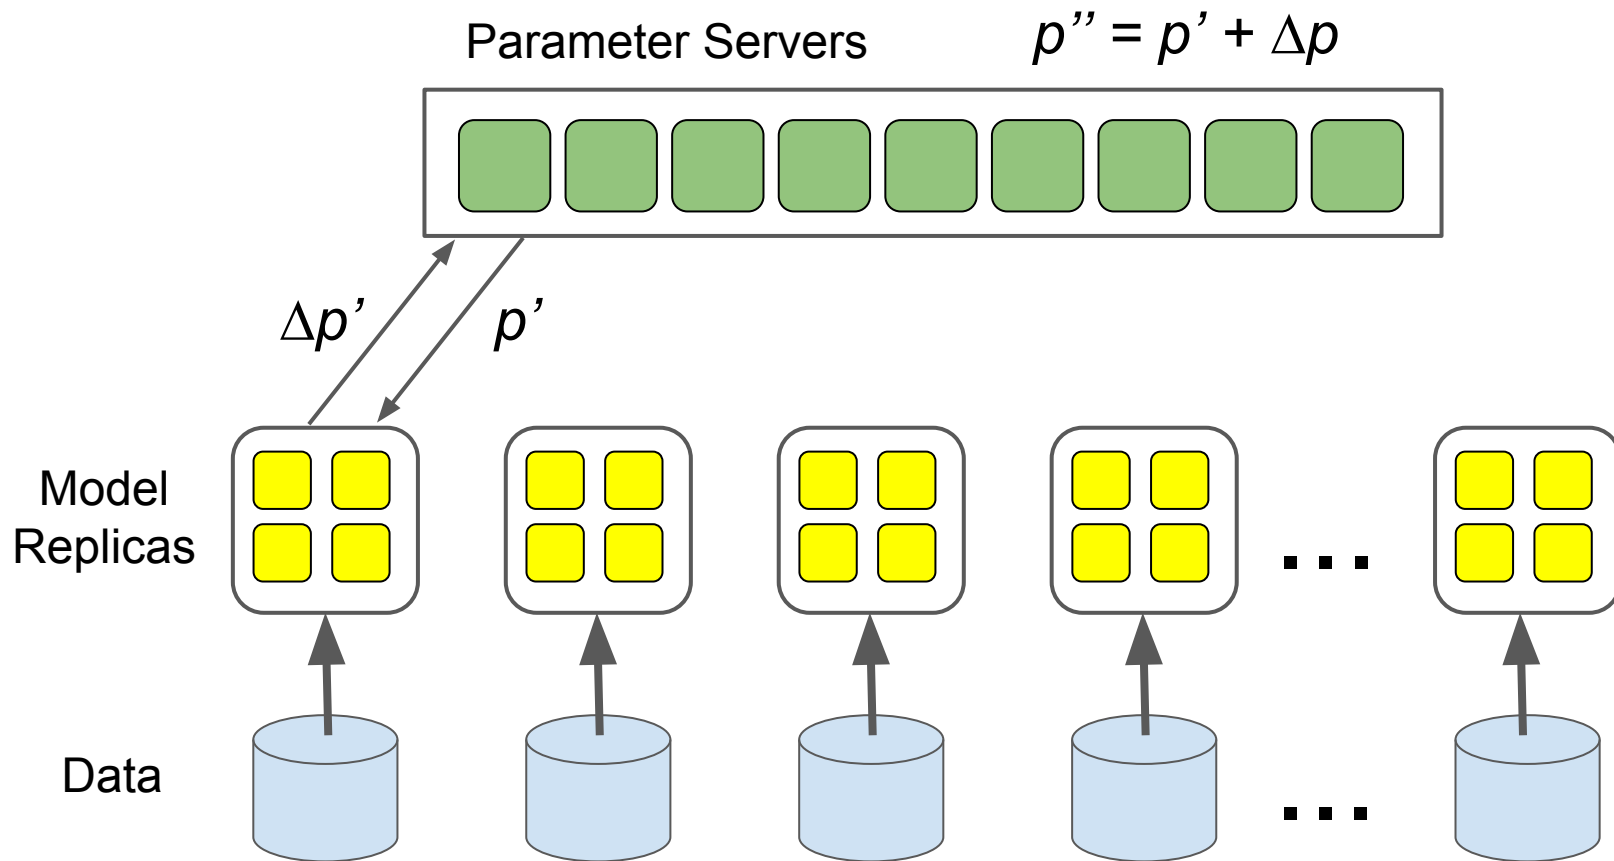 Parameter Servers
p’’ = p’ + Δp
Δp’
p’
Model
Replicas
...
Data
...